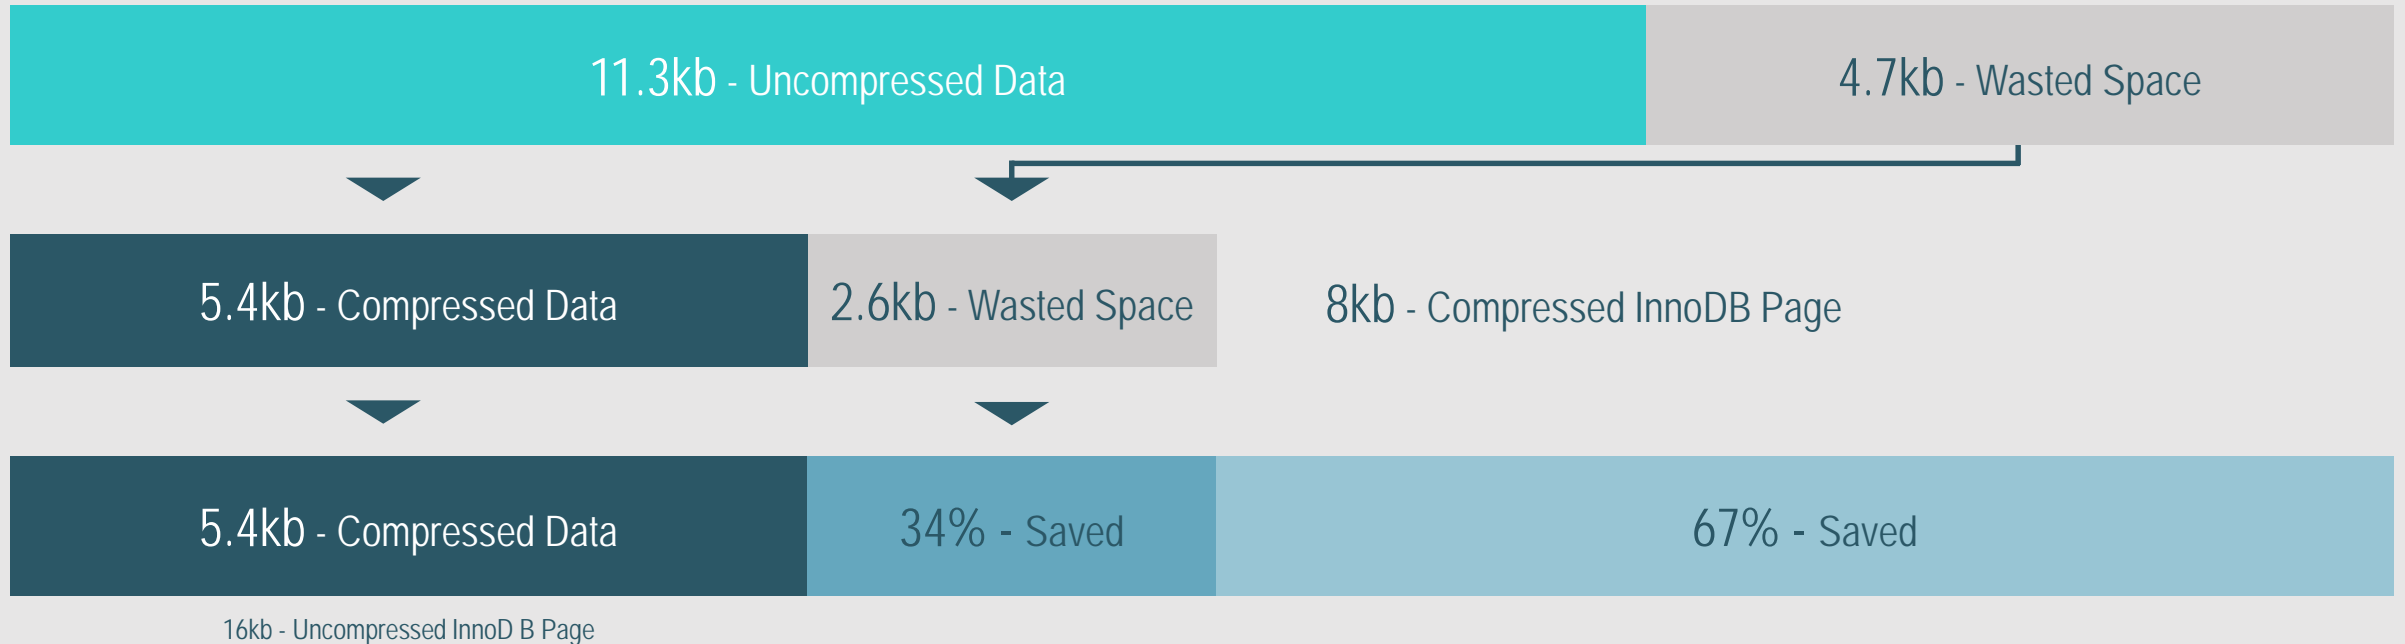 11.3kb - Uncompressed Data
4.7kb - Wasted Space
5.4kb - Compressed Data
2.6kb - Wasted Space
8kb - Compressed InnoDB Page
5.4kb - Compressed Data
34% - Saved
67% - Saved
16kb - Uncompressed InnoD B Page